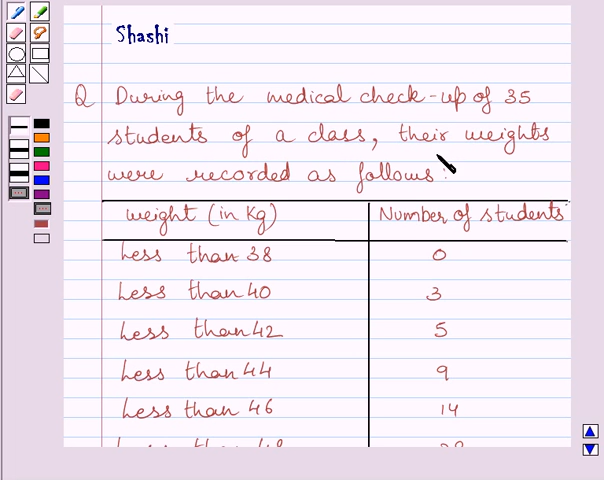 Shashi
Q During the medical check-up of 35
students of a class, their weights
were recorded as follows:
weight (in Kg) Number of students
Less than 38 0
Less than 40 3
Less than 42 5
Less than 44 9
Less than 46 14